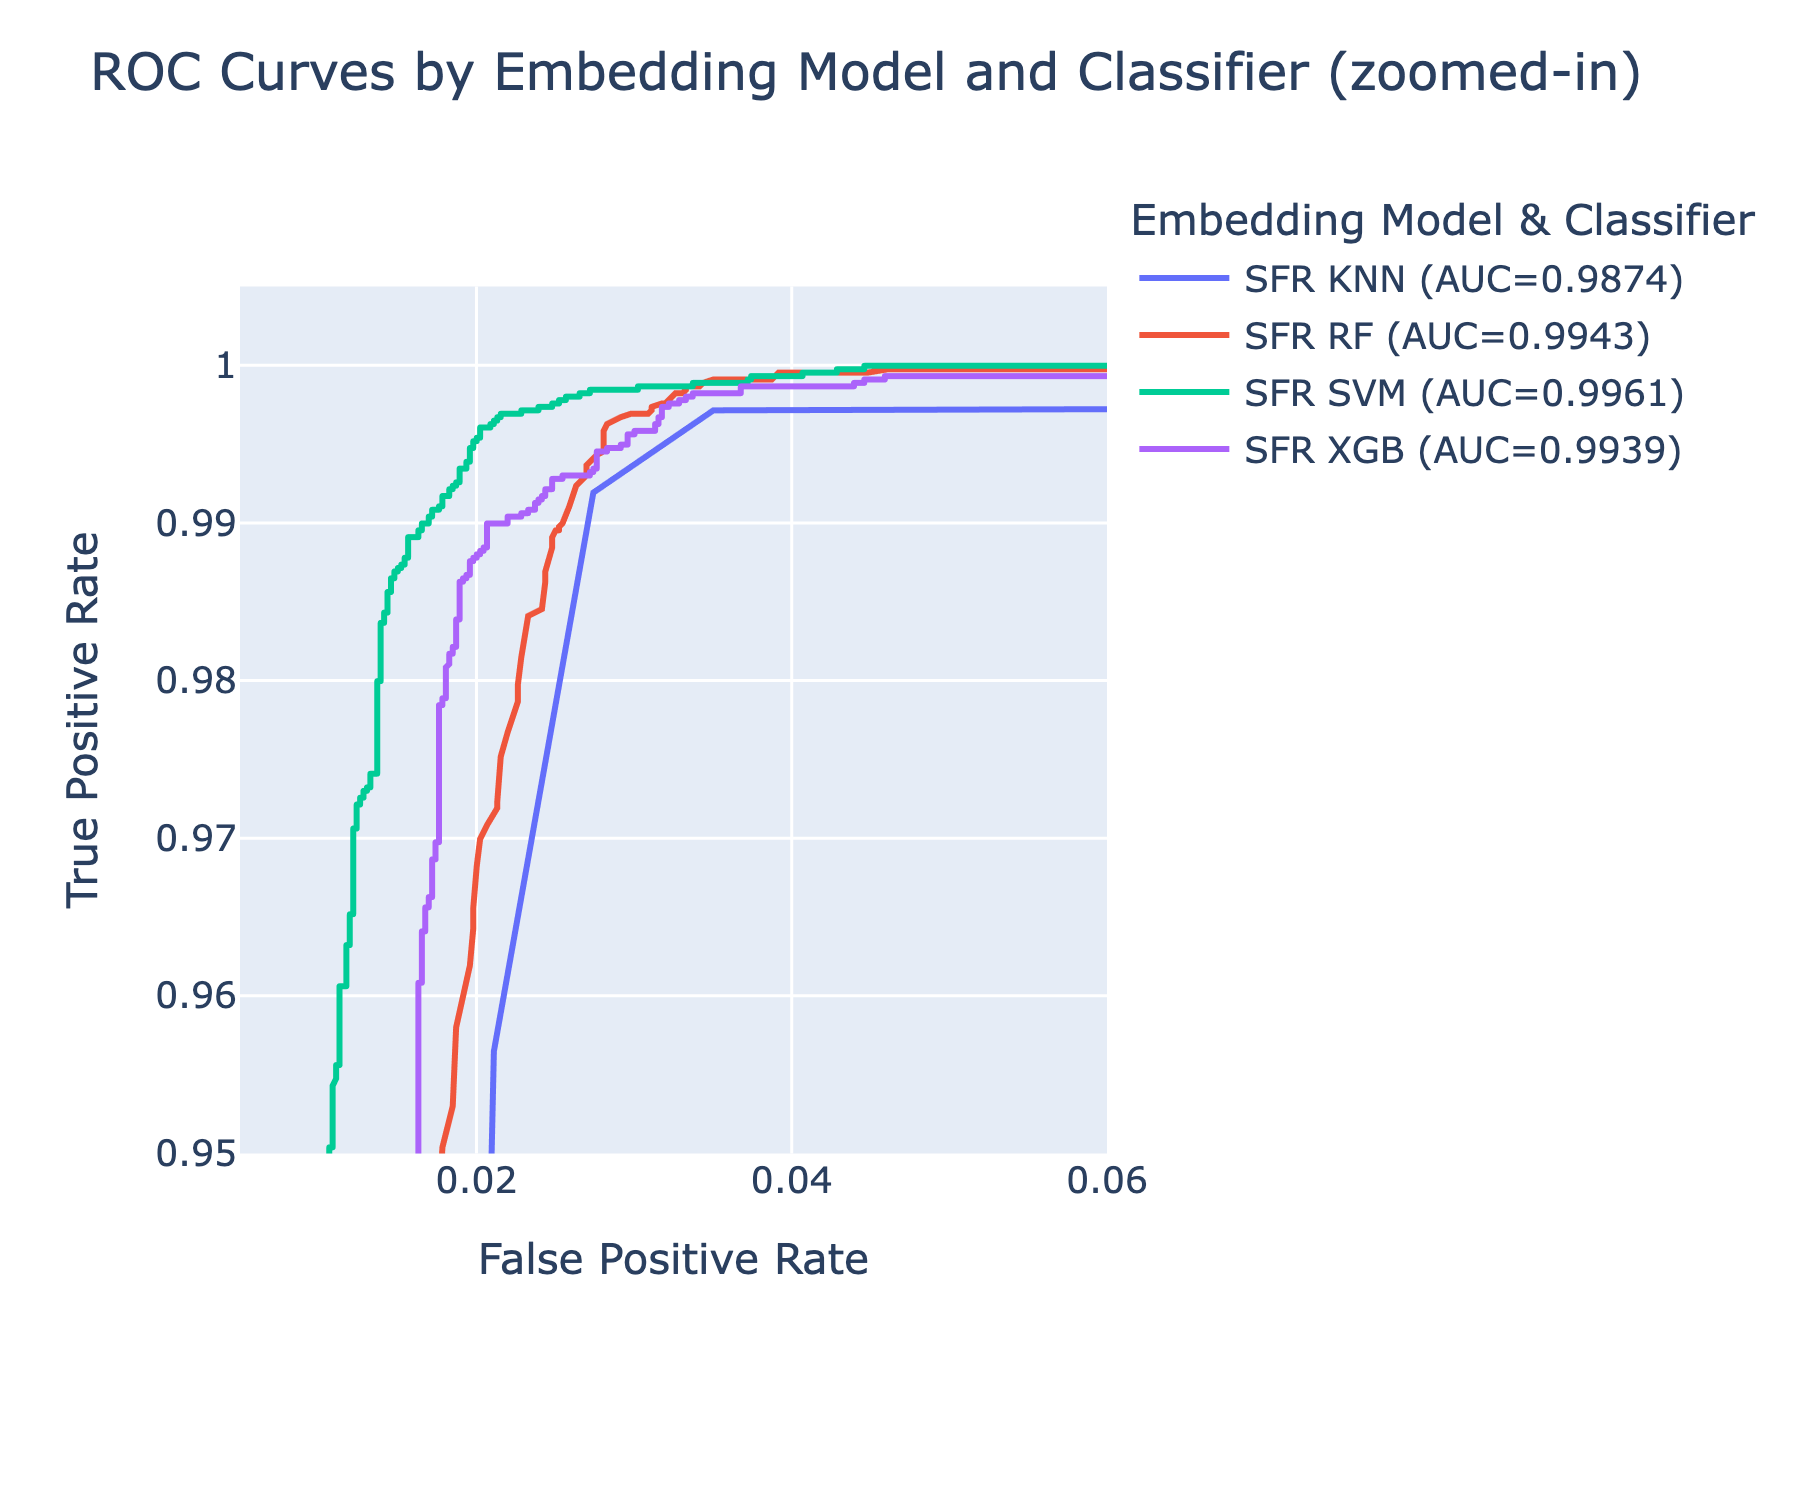 ROC Curves by Embedding Model and Classifier (zoomed-in)
Embedding Model & Classifier
SFR KNN (AUC=0.9874)
SFR RF (AUC=0.9943)
SFR SVM (AUC=0.9961)
SFR XGB (AUC=0.9939)
True Positive Rate
1
0.99
0.98
0.97
0.96
0.95
0.02
0.04
0.06
False Positive Rate